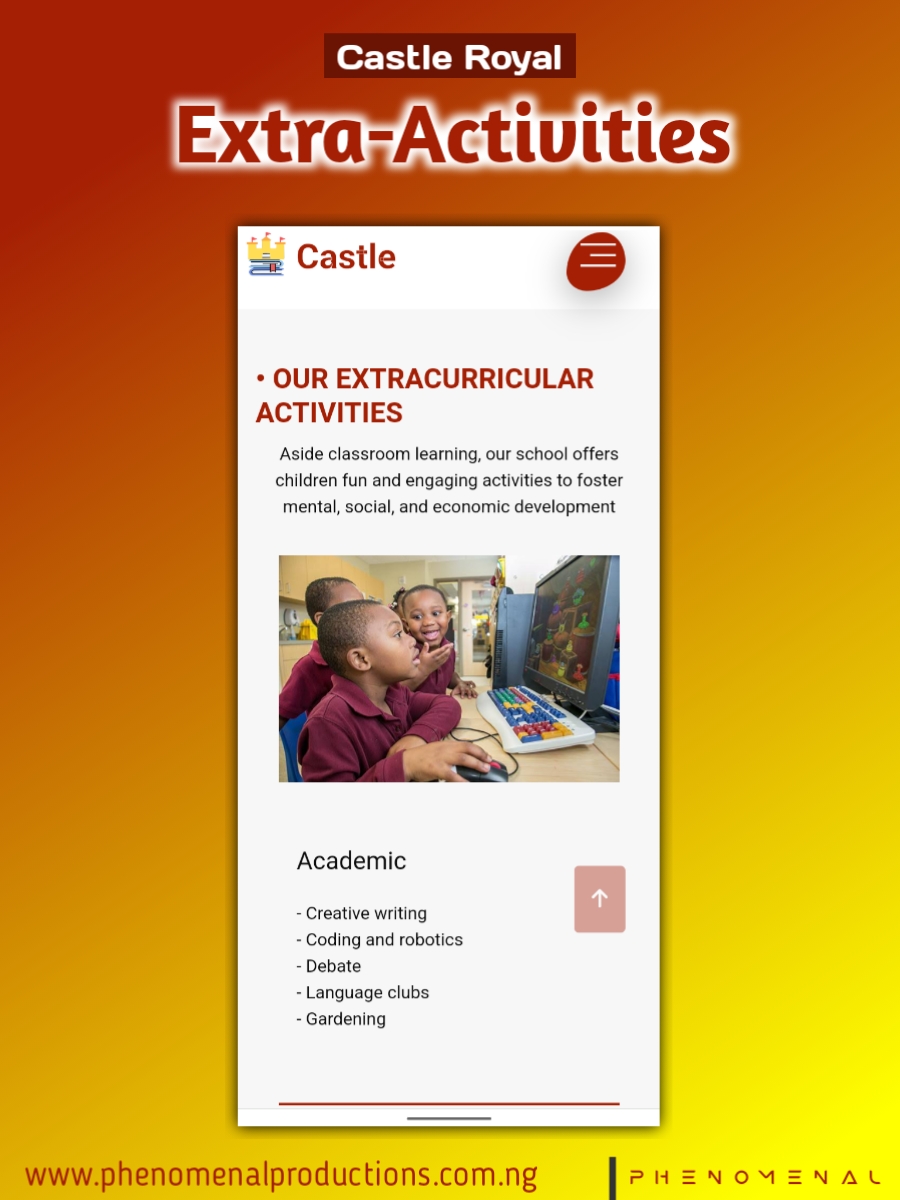 Castle Royal
Extra-Activities
Castle
• OUR EXTRACURRICULAR
ACTIVITIES
Aside classroom learning, our school offers
children fun and engaging activities to foster
mental, social, and economic development
Academic
- Creative writing
- Coding and robotics
- Debate
- Language clubs
- Gardening
www.phenomenalproductions.com.ng
PHENOMENAL